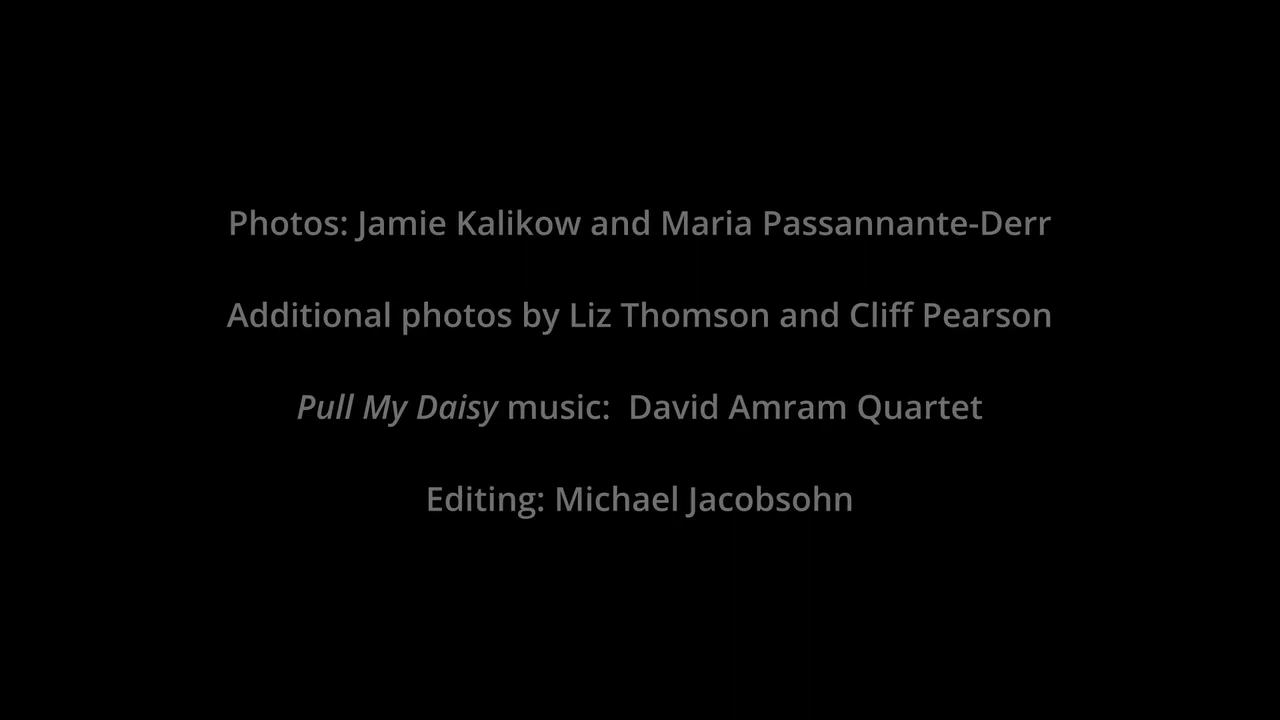 Photos: Jamie Kalikow and Maria Passannante-Derr
Additional photos by Liz Thomson and Cliff Pearson
Pull My Daisy music:  David Amram Quartet
Editing: Michael Jacobsohn